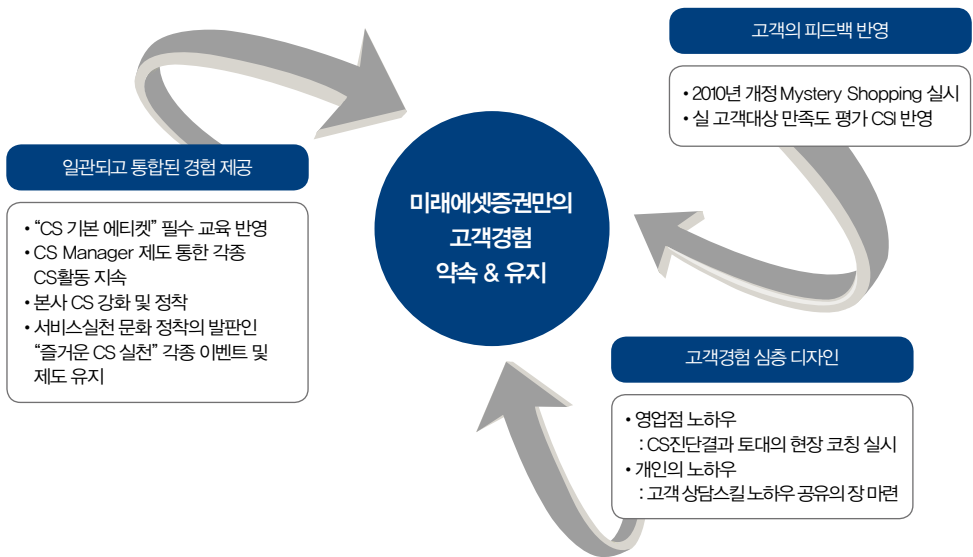 고객의 피드백 반영
• 2010년 개정 Mystery Shopping 실시
• 실 고객대상 만족도 평가 CSI 반영
일관되고 통합된 경험 제공
• “CS 기본 에티켓” 필수 교육 반영
• CS Manager 제도 통한 각종
CS활동 지속
• 본사 CS 강화 및 정착
• 서비스실천 문화 정착의 발판인
“즐거운 CS 실천” 각종 이벤트 및
제도 유지
미래에셋증권만의
고객경험
약속 & 유지
고객경험 심층 디자인
• 영업점 노하우
: CS진단결과 토대의 현장 코칭 실시
• 개인의 노하우
: 고객 상담스킬 노하우 공유의 장 마련